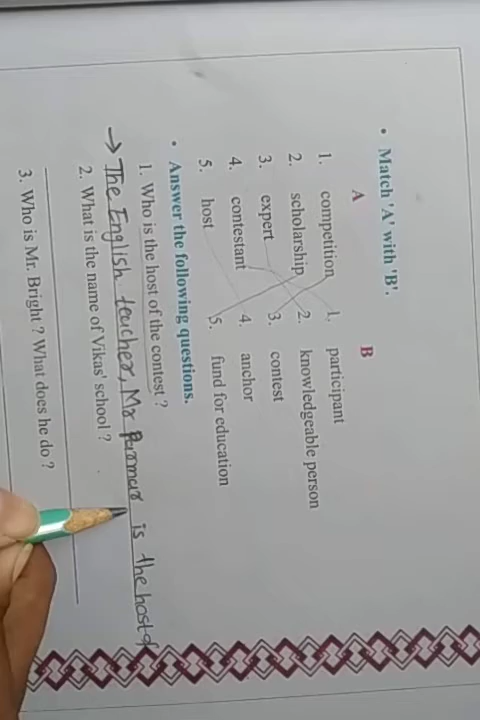 • Match 'A' with 'B'.
A B
1. competition 1. participant
2. scholarship 2. knowledgeable person
3. expert 3. contest
4. contestant 4. anchor
5. host 5. fund for education
• Answer the following questions.
1. Who is the host of the contest ?
→ The English teacher, Mr Parmar is the host of
2. What is the name of Vikas' school ?
3. Who is Mr. Bright ? What does he do ?